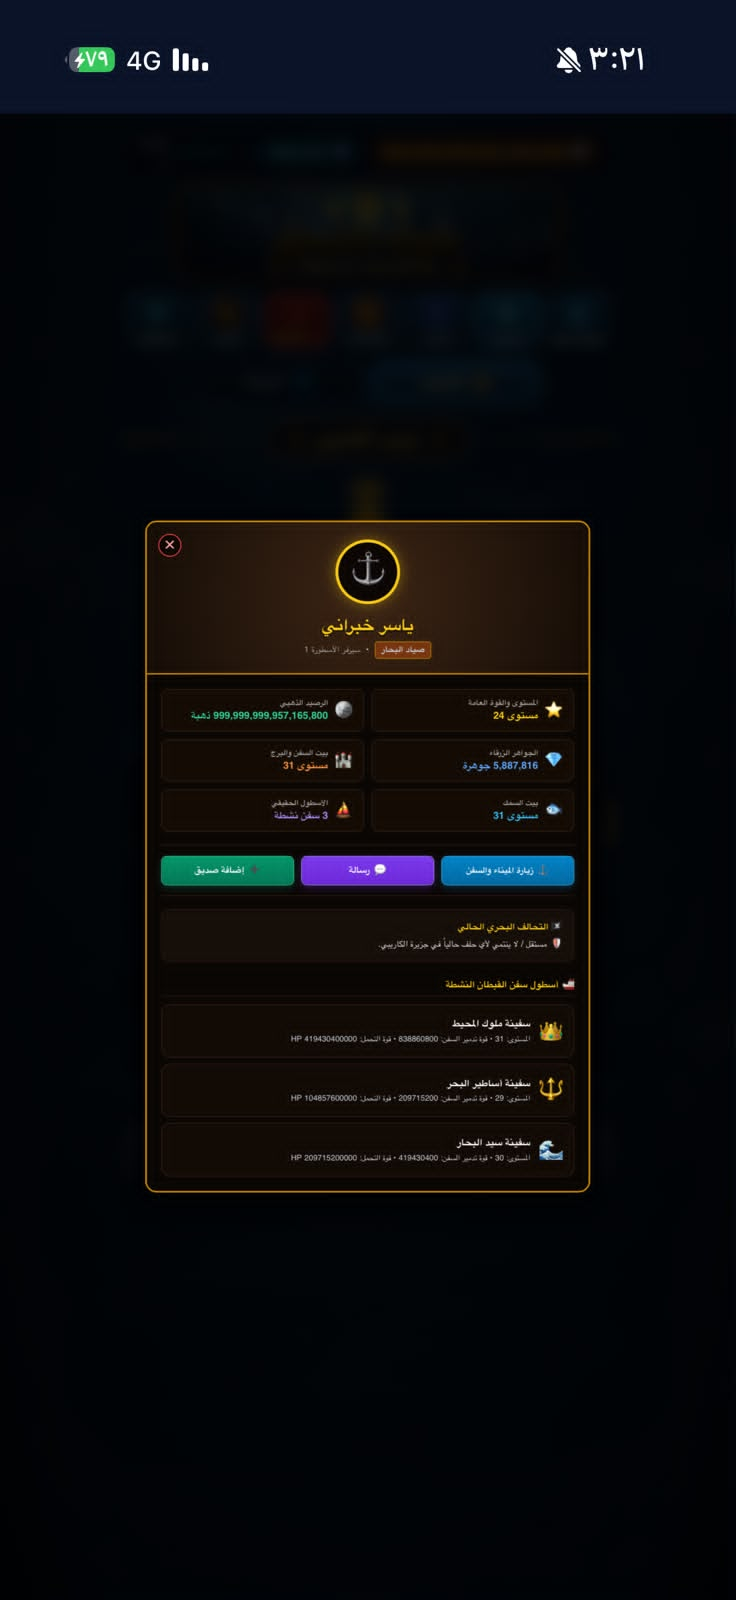 ٣:٢١
4G
٧٩
ياسر خبراني
صياد البحار • سيرفر الأسطورة 1
المستوى والقوة العامة
مستوى 24
الرصيد الذهبي
999,999,999,957,165,800 ذهبية
الجواهر الزرقاء
5,887,816 جوهرة
بيت السفن والبرج
مستوى 31
بيت السمك
مستوى 31
الأسطول الحقيقي
3 سفن نشطة
زيارة الميناء والسفن
رسالة
إضافة صديق
التحالف البحري الحالي
مستقل / لا ينتمي لأي حلف حالياً في جزيرة الكاريبي.
أسطول سفن القبطان النشطة
سفينة ملوك المحيط
المستوى: 31 • قوة تدمير السفن: 838860800 • قوة التحمل: 419430400000 HP
سفينة أساطير البحر
المستوى: 29 • قوة تدمير السفن: 209715200 • قوة التحمل: 104857600000 HP
سفينة سيد البحار
المستوى: 30 • قوة تدمير السفن: 419430400 • قوة التحمل: 209715200000 HP